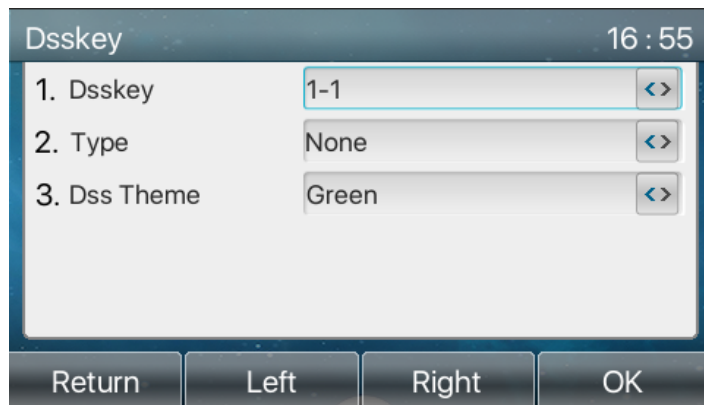 Dsskey 16:55
1. Dsskey 1-1 <>
2. Type None <>
3. Dss Theme Green <>
Return Left Right OK